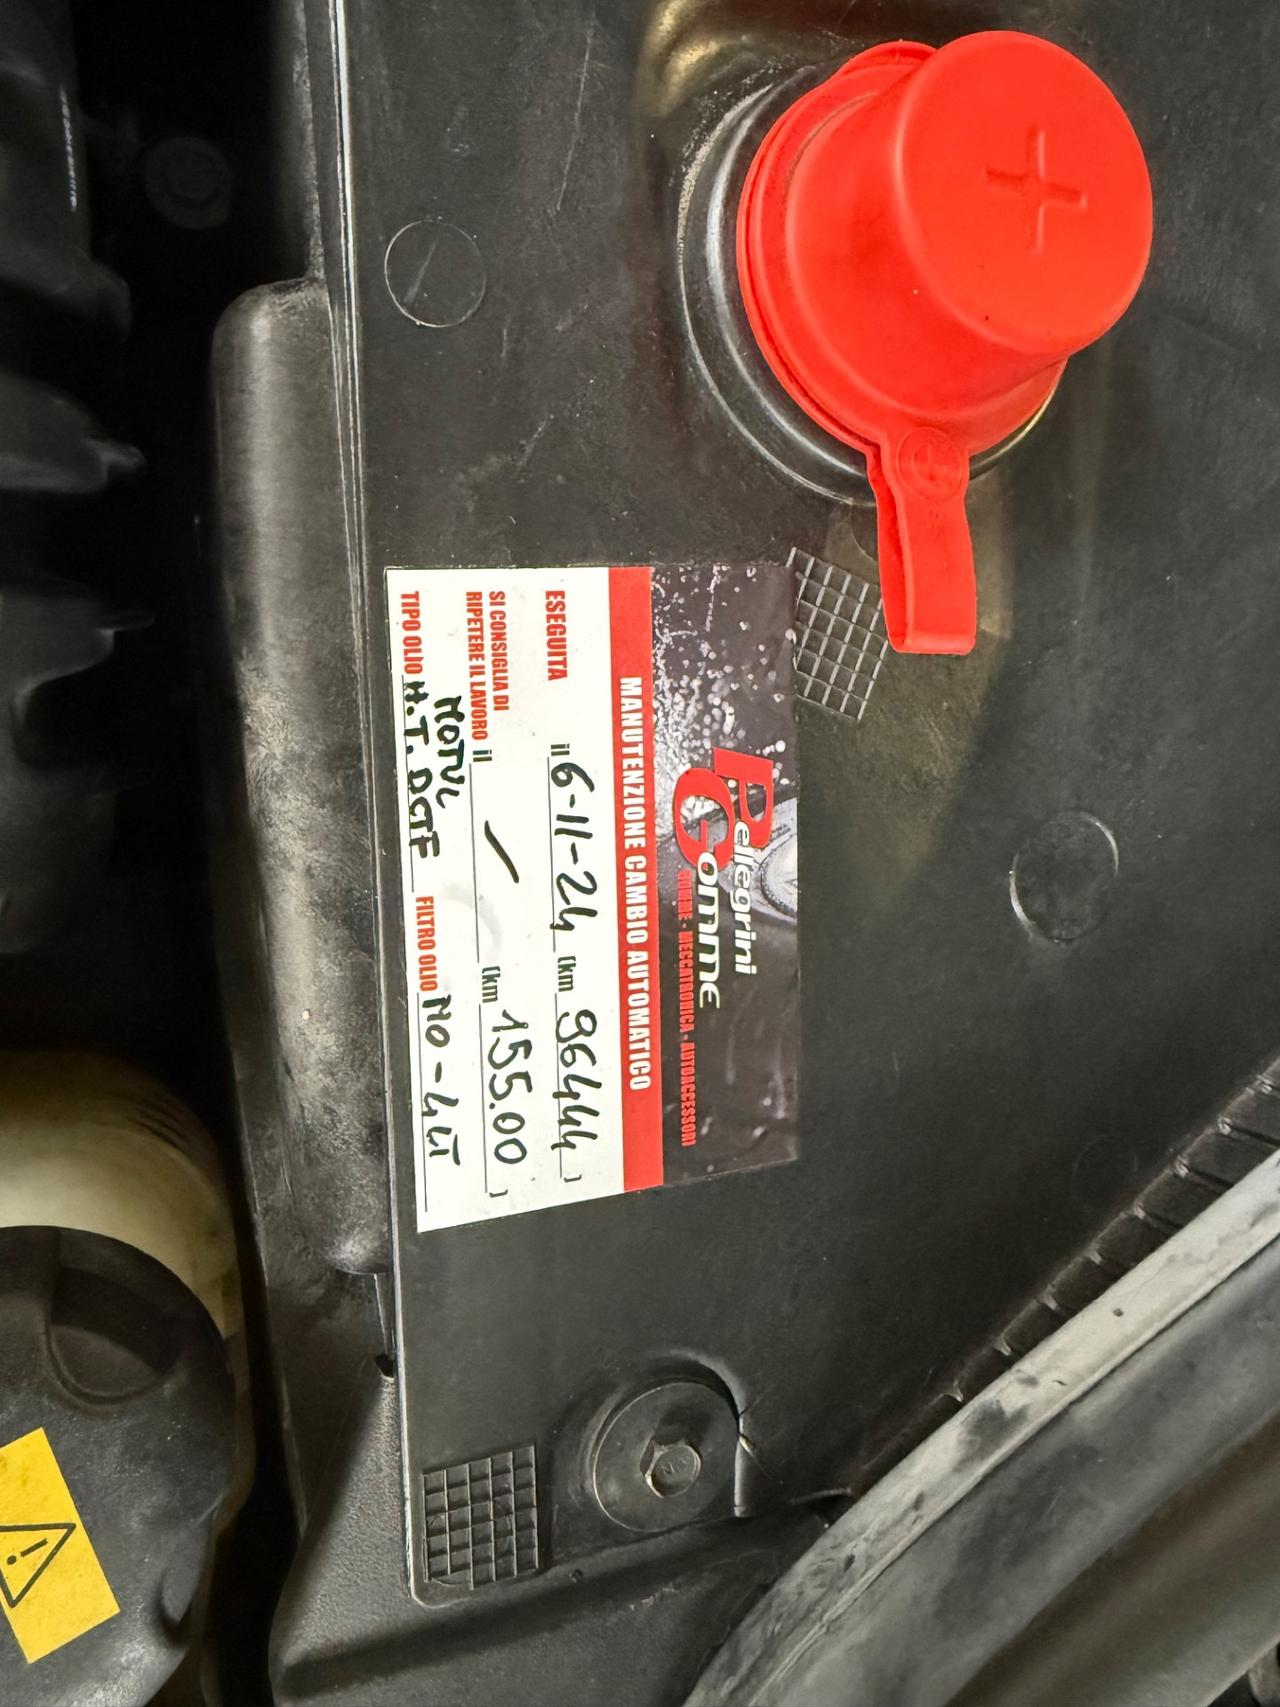 Pellegrini
Gomme
GOMME - MECCATRONICA - AUTOACCESSORI
MANUTENZIONE CAMBIO AUTOMATICO
ESEGUITA il 6-11-24 (km 96444)
SI CONSIGLIA DI
RIPETERE IL LAVORO il / (km 155.00)
MOTUL
TIPO OLIO H.T. DCTF FILTRO OLIO NO - 4LT